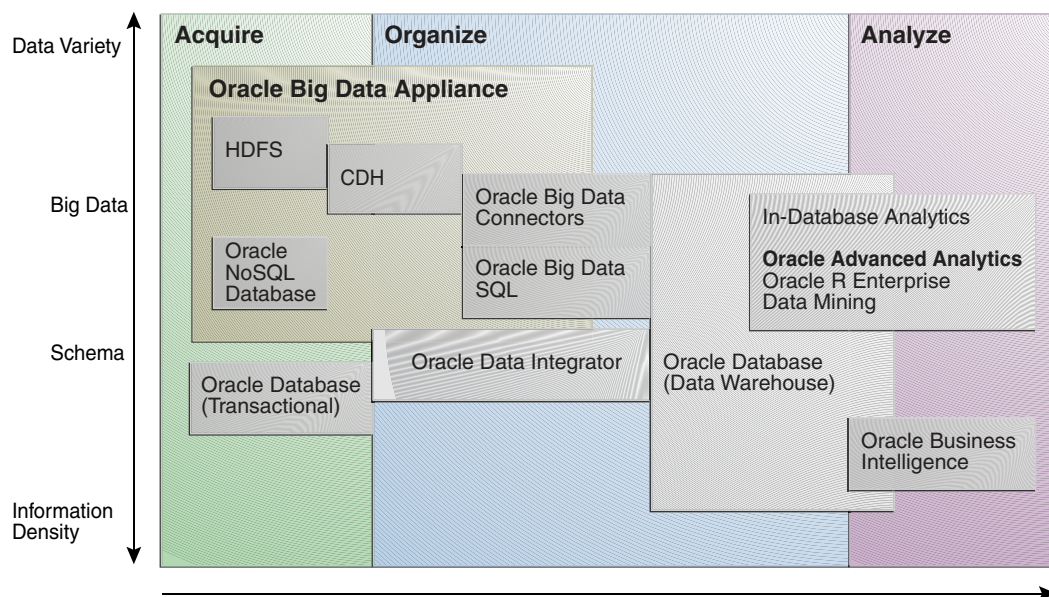 Data Variety
Big Data
Schema
Information
Density
Acquire
Organize
Analyze
Oracle Big Data Appliance
HDFS
CDH
Oracle
NoSQL
Database
Oracle Big Data
Connectors
Oracle Big Data
SQL
In-Database Analytics
Oracle Advanced Analytics
Oracle R Enterprise
Data Mining
Oracle Database
(Transactional)
Oracle Data Integrator
Oracle Database
(Data Warehouse)
Oracle Business
Intelligence